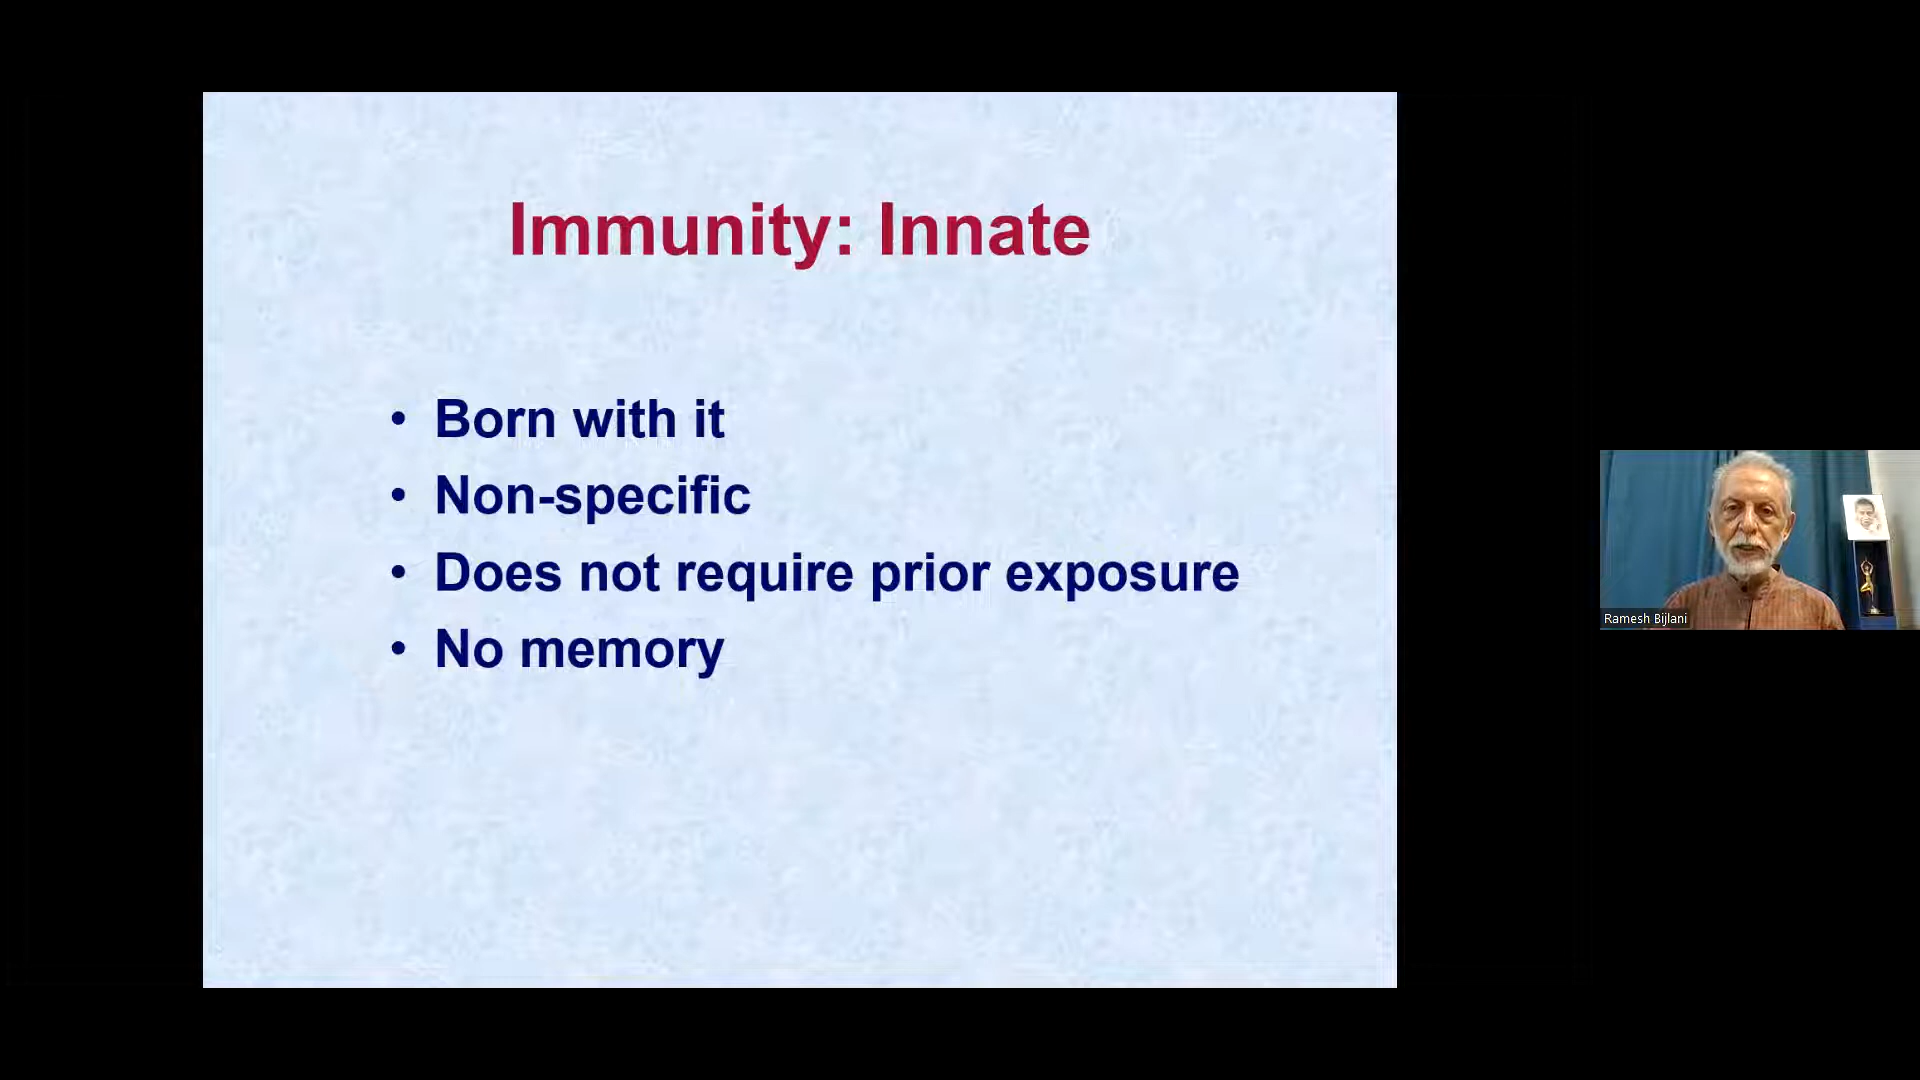 Immunity: Innate
• Born with it
• Non-specific
• Does not require prior exposure
• No memory
Ramesh Bijlani